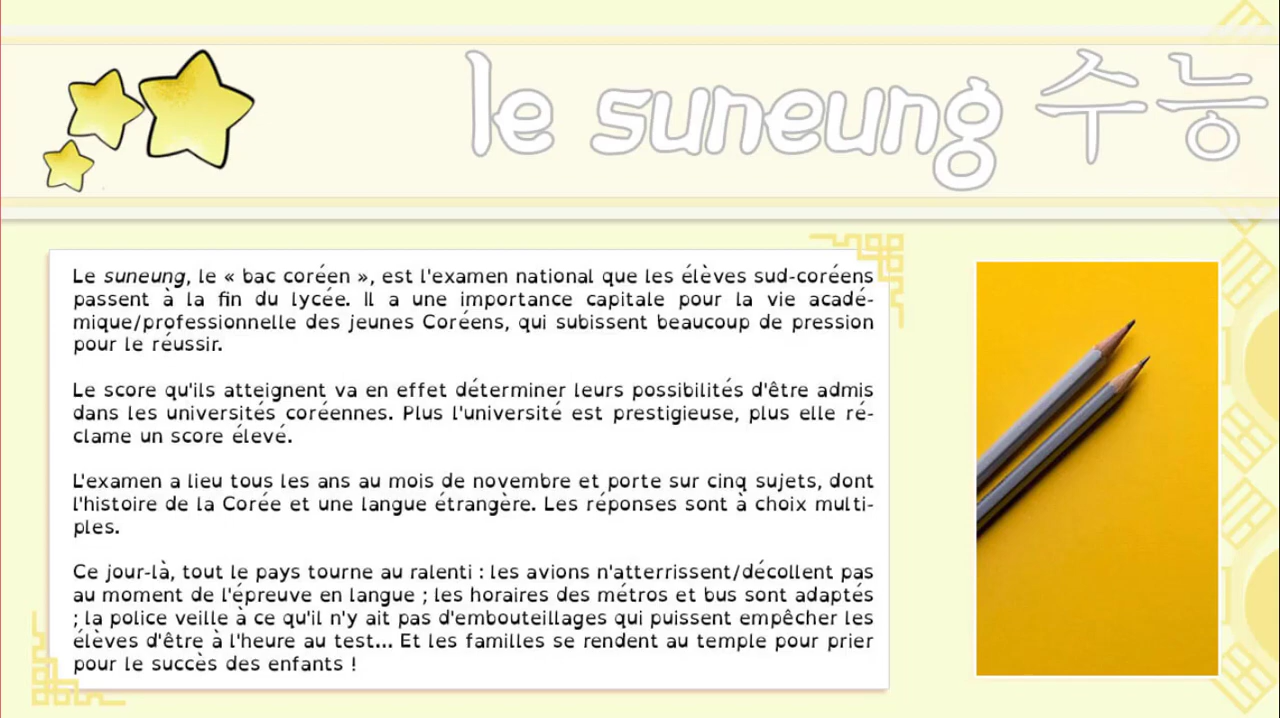 le suneung 수능
Le suneung, le « bac coréen », est l'examen national que les élèves sud-coréens
passent à la fin du lycée. Il a une importance capitale pour la vie acadé-
mique/professionnelle des jeunes Coréens, qui subissent beaucoup de pression
pour le réussir.
Le score qu'ils atteignent va en effet déterminer leurs possibilités d'être admis
dans les universités coréennes. Plus l'université est prestigieuse, plus elle ré-
clame un score élevé.
L'examen a lieu tous les ans au mois de novembre et porte sur cinq sujets, dont
l'histoire de la Corée et une langue étrangère. Les réponses sont à choix multi-
ples.
Ce jour-là, tout le pays tourne au ralenti : les avions n'atterrissent/décollent pas
au moment de l'épreuve en langue ; les horaires des métros et bus sont adaptés
; la police veille à ce qu'il n'y ait pas d'embouteillages qui puissent empêcher les
élèves d'être à l'heure au test... Et les familles se rendent au temple pour prier
pour le succès des enfants !